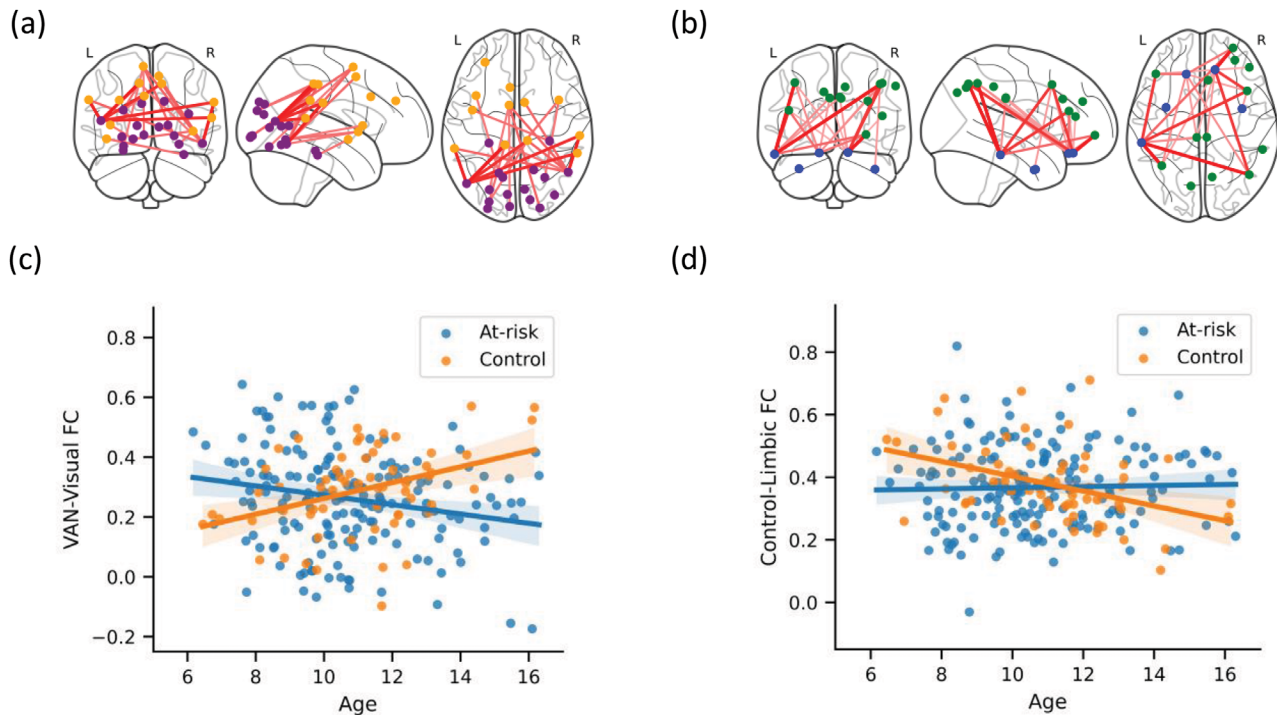 (a)
L
R
L
R
(b)
L
R
L
R
(c)
At-risk
Control
VAN-Visual FC
0.8
0.6
0.4
0.2
0.0
−0.2
6
8
10
12
14
16
Age
(d)
At-risk
Control
Control-Limbic FC
0.8
0.6
0.4
0.2
0.0
6
8
10
12
14
16
Age